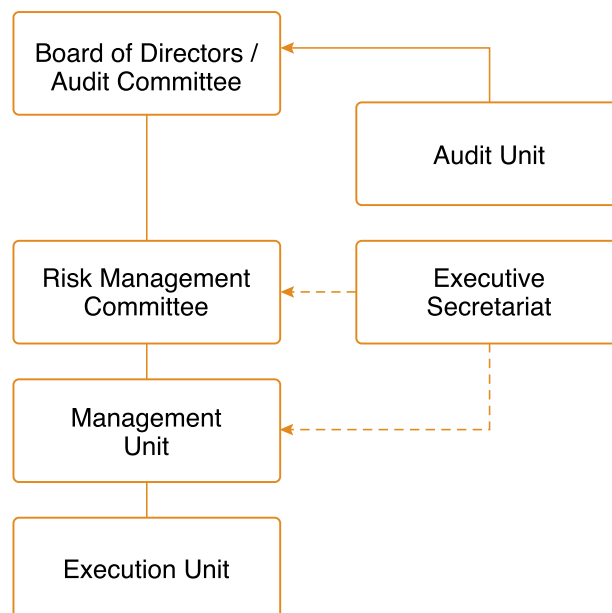 Board of Directors /
Audit Committee
Audit Unit
Risk Management
Committee
Executive
Secretariat
Management
Unit
Execution Unit